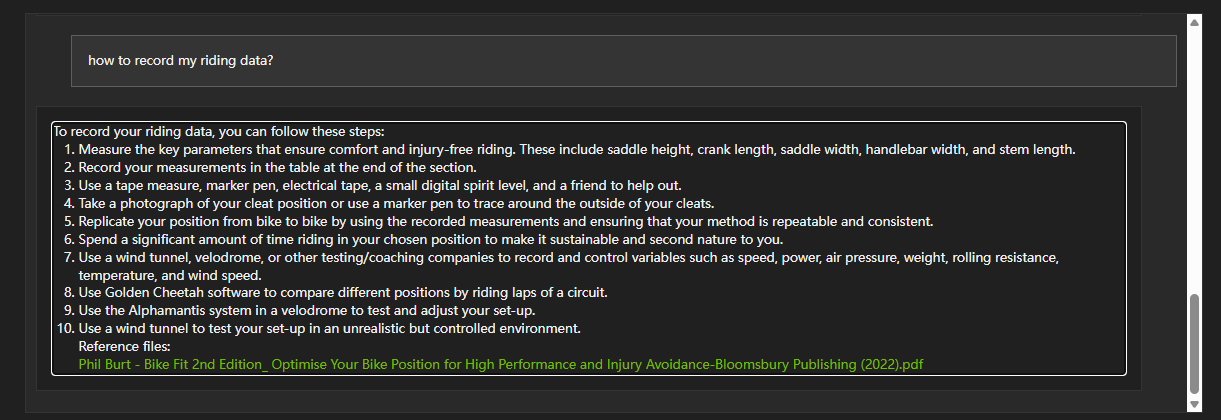 how to record my riding data?
To record your riding data, you can follow these steps:
1. Measure the key parameters that ensure comfort and injury-free riding. These include saddle height, crank length, saddle width, handlebar width, and stem length.
2. Record your measurements in the table at the end of the section.
3. Use a tape measure, marker pen, electrical tape, a small digital spirit level, and a friend to help out.
4. Take a photograph of your cleat position or use a marker pen to trace around the outside of your cleats.
5. Replicate your position from bike to bike by using the recorded measurements and ensuring that your method is repeatable and consistent.
6. Spend a significant amount of time riding in your chosen position to make it sustainable and second nature to you.
7. Use a wind tunnel, velodrome, or other testing/coaching companies to record and control variables such as speed, power, air pressure, weight, rolling resistance,
temperature, and wind speed.
8. Use Golden Cheetah software to compare different positions by riding laps of a circuit.
9. Use the Alphamantis system in a velodrome to test and adjust your set-up.
10. Use a wind tunnel to test your set-up in an unrealistic but controlled environment.
Reference files:
Phil Burt - Bike Fit 2nd Edition_ Optimise Your Bike Position for High Performance and Injury Avoidance-Bloomsbury Publishing (2022).pdf